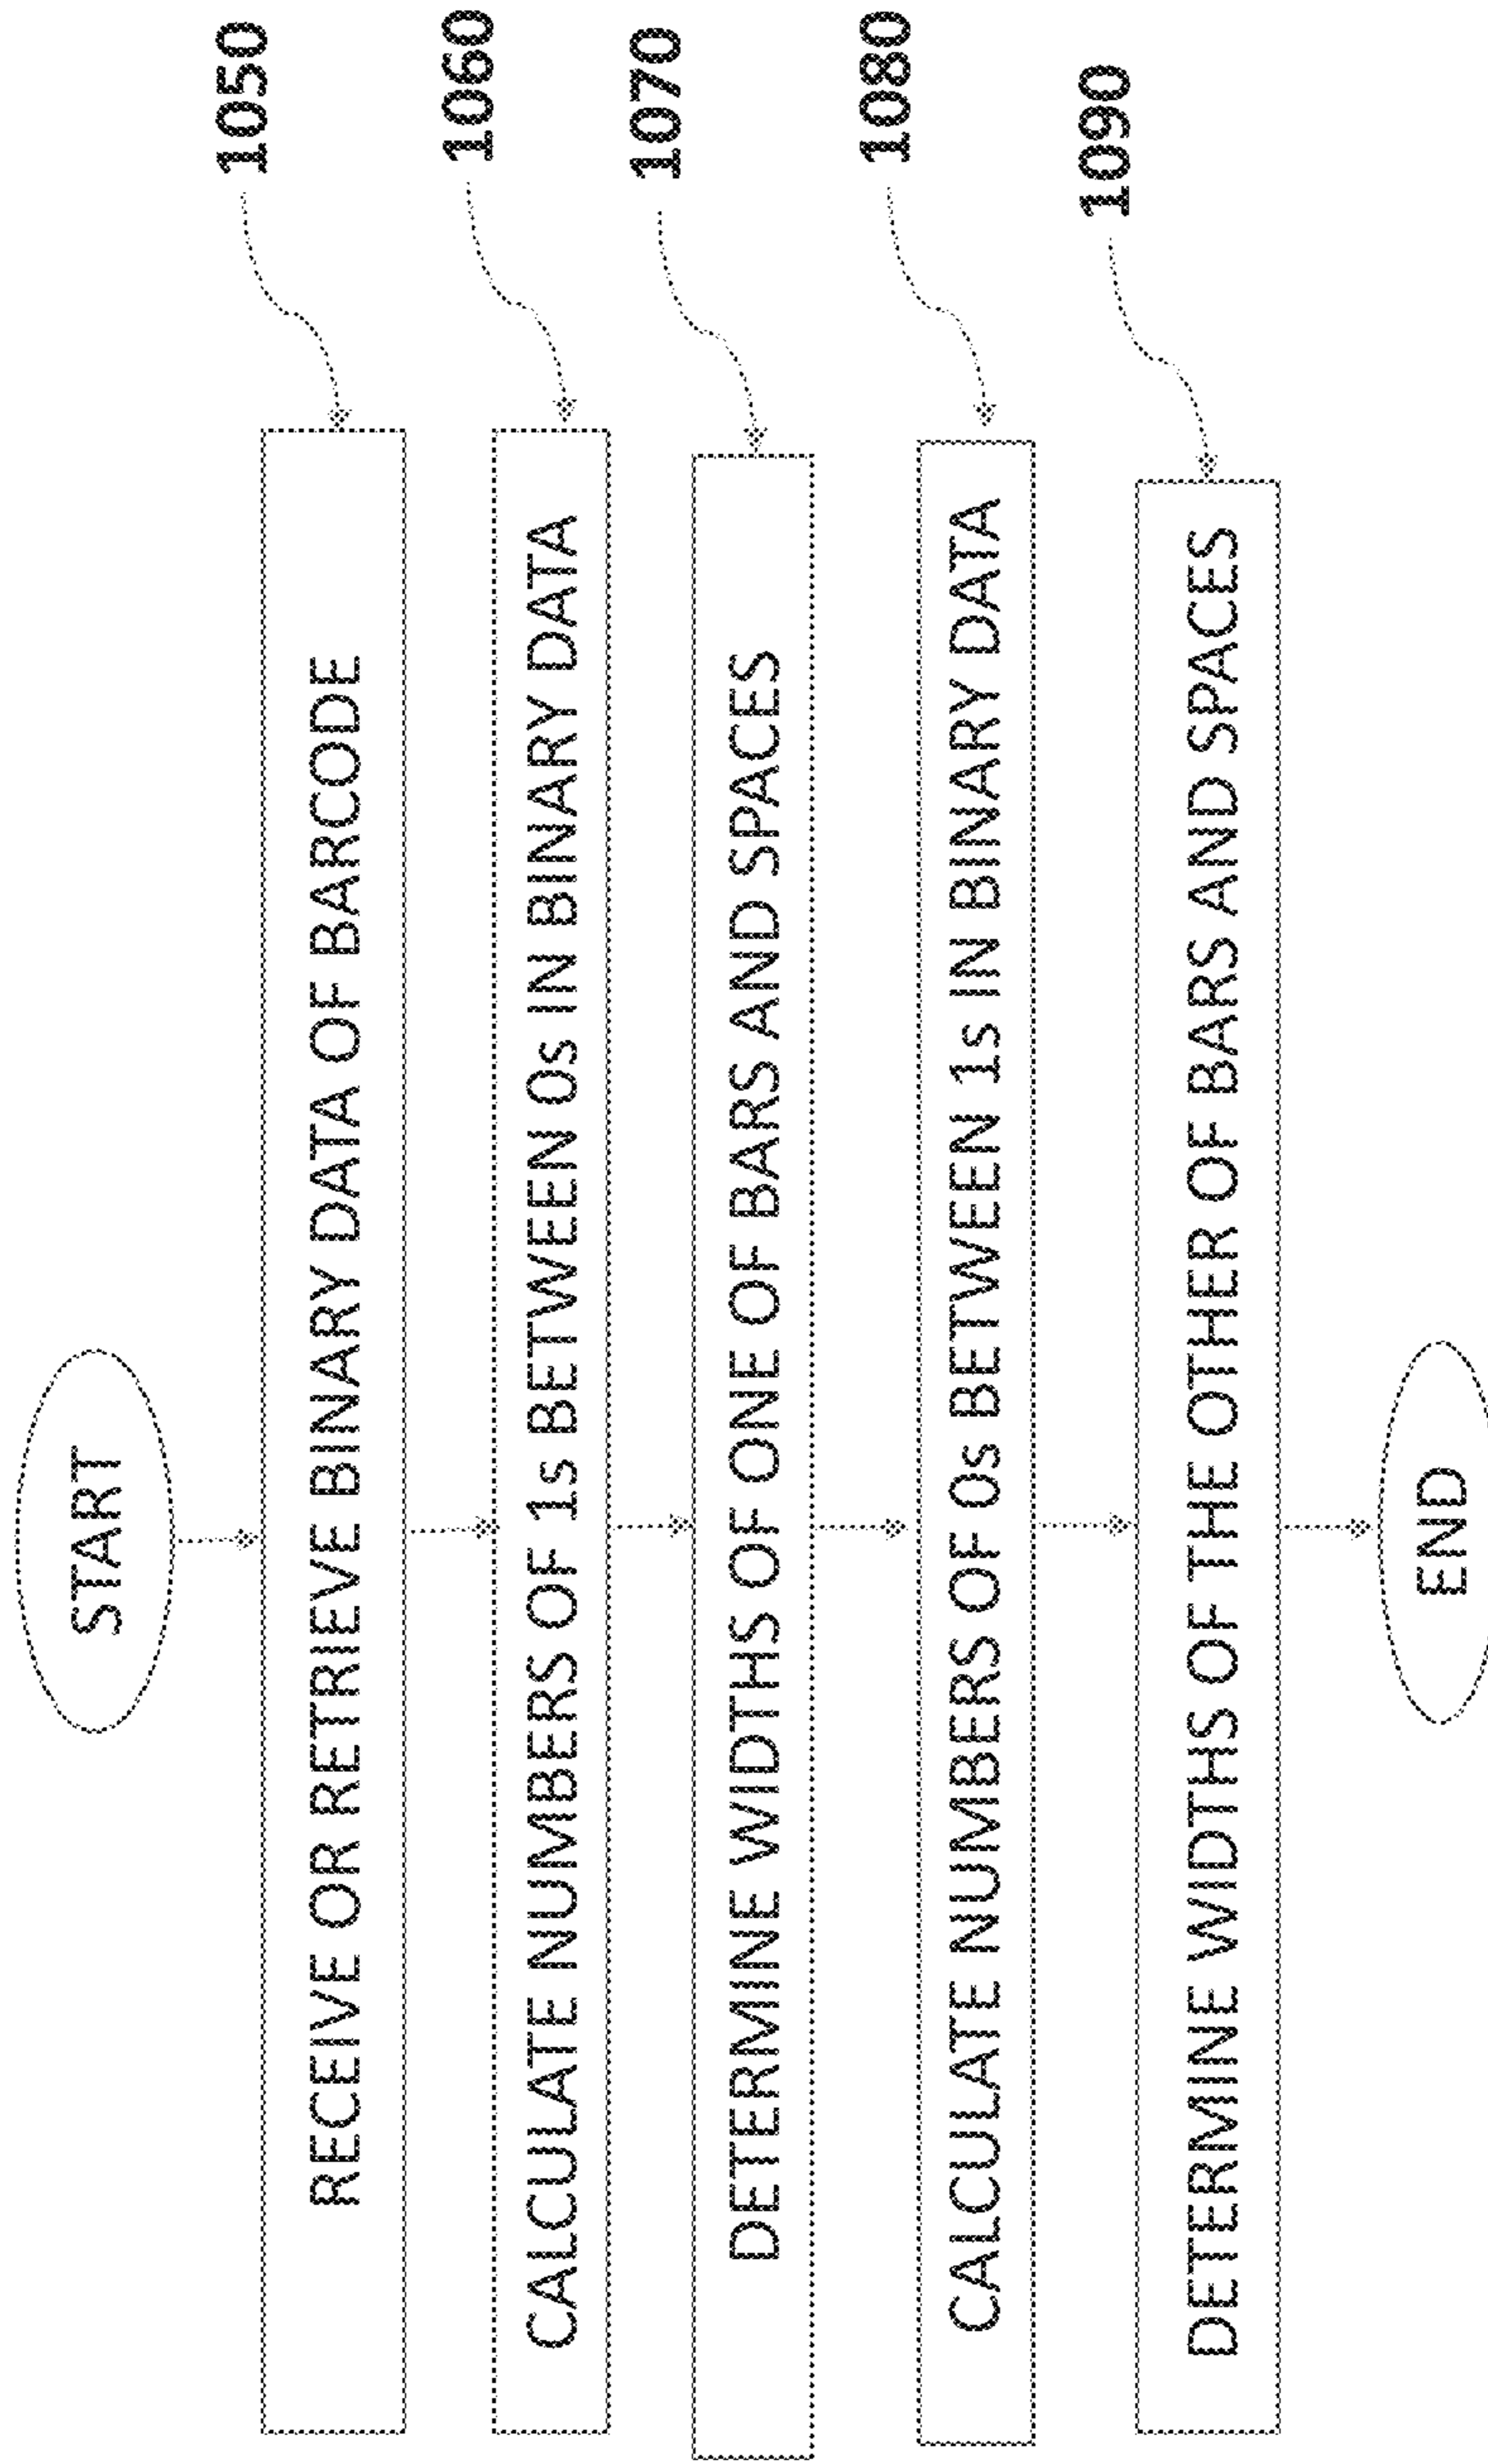 START
RECEIVE OR RETRIEVE BINARY DATA OF BARCODE
1050
CALCULATE NUMBERS OF 1s BETWEEN 0s IN BINARY DATA
1060
DETERMINE WIDTHS OF ONE OF BARS AND SPACES
1070
CALCULATE NUMBERS OF 0s BETWEEN 1s IN BINARY DATA
1080
DETERMINE WIDTHS OF THE OTHER OF BARS AND SPACES
1090
END